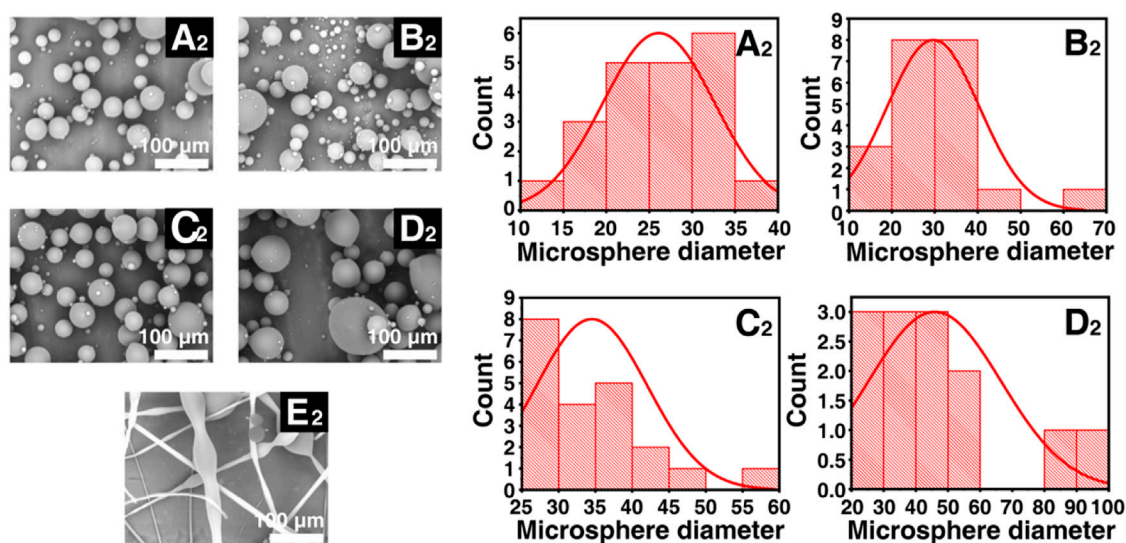 A2
100 μm
B2
100 μm
C2
100 μm
D2
100 μm
E2
100 μm
A2
Count
6
5
4
3
2
1
0
10 15 20 25 30 35 40
Microsphere diameter
B2
Count
9
8
7
6
5
4
3
2
1
0
10 20 30 40 50 60 70
Microsphere diameter
C2
Count
9
8
7
6
5
4
3
2
1
0
25 30 35 40 45 50 55 60
Microsphere diameter
D2
Count
3.0
2.5
2.0
1.5
1.0
0.5
0.0
20 30 40 50 60 70 80 90 100
Microsphere diameter